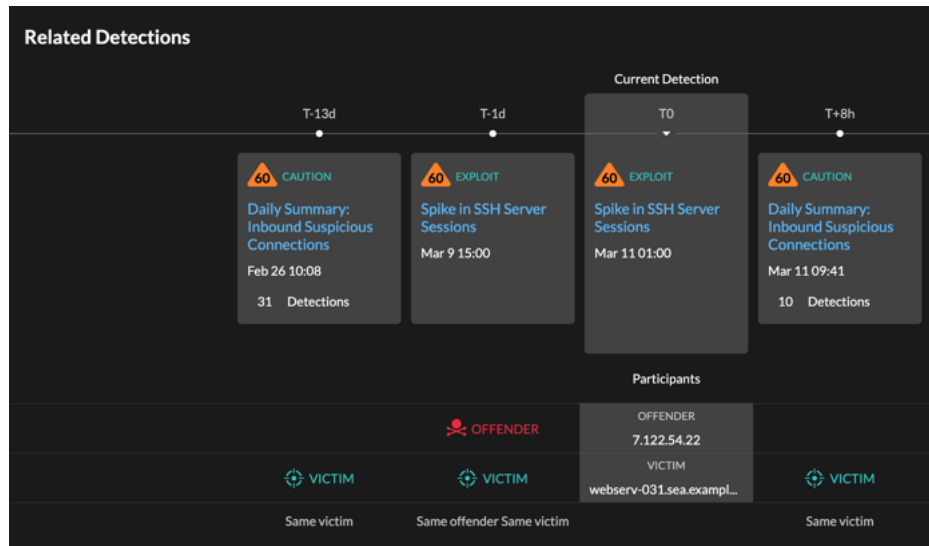 Related Detections
Current Detection
T-13d
T-1d
T0
T+8h
60 CAUTION
Daily Summary:
Inbound Suspicious
Connections
Feb 26 10:08
31 Detections
60 EXPLOIT
Spike in SSH Server
Sessions
Mar 9 15:00
60 EXPLOIT
Spike in SSH Server
Sessions
Mar 11 01:00
60 CAUTION
Daily Summary:
Inbound Suspicious
Connections
Mar 11 09:41
10 Detections
Participants
OFFENDER
OFFENDER
7.122.54.22
VICTIM
VICTIM
VICTIM
webserv-031.sea.exampl...
VICTIM
Same victim
Same offender Same victim
Same victim